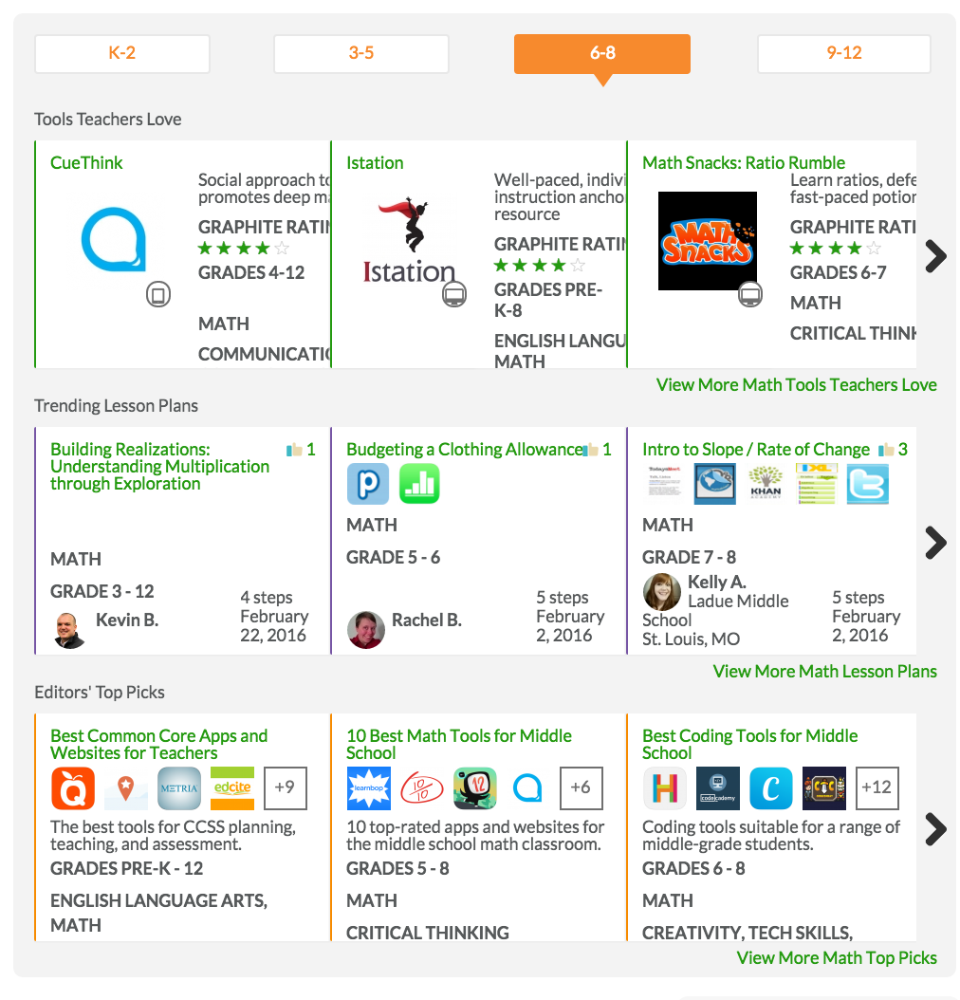 K-2
3-5
6-8
9-12
Tools Teachers Love
CueThink
Social approach to
promotes deep ma
GRAPHITE RATIN
GRADES 4-12
MATH
COMMUNICATIO
Istation
Well-paced, indivi
instruction ancho
resource
GRAPHITE RATIN
Istation
GRADES PRE-
K-8
ENGLISH LANGU
MATH
Math Snacks: Ratio Rumble
Learn ratios, defe
fast-paced potion
GRAPHITE RATI
MATH
SNACKS
GRADES 6-7
MATH
CRITICAL THINK
View More Math Tools Teachers Love
Trending Lesson Plans
Building Realizations:
Understanding Multiplication
through Exploration
1
MATH
GRADE 3 - 12
Kevin B.
4 steps
February
22, 2016
Budgeting a Clothing Allowance
1
P
MATH
GRADE 5 - 6
Rachel B.
5 steps
February
2, 2016
Intro to Slope / Rate of Change
3
TodaysMeet
KHAN
ACADEMY
IXL
MATH
GRADE 7 - 8
Kelly A.
Ladue Middle
School
St. Louis, MO
5 steps
February
2, 2016
View More Math Lesson Plans
Editors' Top Picks
Best Common Core Apps and
Websites for Teachers
METRIA
edcite
+9
The best tools for CCSS planning,
teaching, and assessment.
GRADES PRE-K - 12
ENGLISH LANGUAGE ARTS,
MATH
10 Best Math Tools for Middle
School
learnbop
10/10
12
+6
10 top-rated apps and websites for
the middle school math classroom.
GRADES 5 - 8
MATH
CRITICAL THINKING
Best Coding Tools for Middle
School
H
codecademy
C
+12
Coding tools suitable for a range of
middle-grade students.
GRADES 6 - 8
MATH
CREATIVITY, TECH SKILLS,
View More Math Top Picks